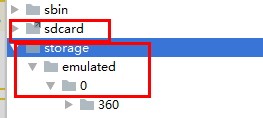 sbin
sdcard
storage
emulated
0
360